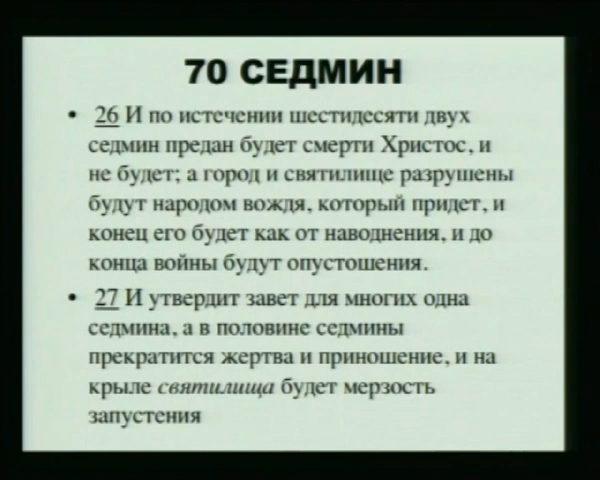 70 СЕДМИН
• 26 И по истечении шестидесяти двух
седмин предан будет смерти Христос, и
не будет; а город и святилище разрушены
будут народом вождя, который придет, и
конец его будет как от наводнения, и до
конца войны будут опустошения.
• 27 И утвердит завет для многих одна
седмина, а в половине седмины
прекратится жертва и приношение, и на
крыле святилища будет мерзость
запустения